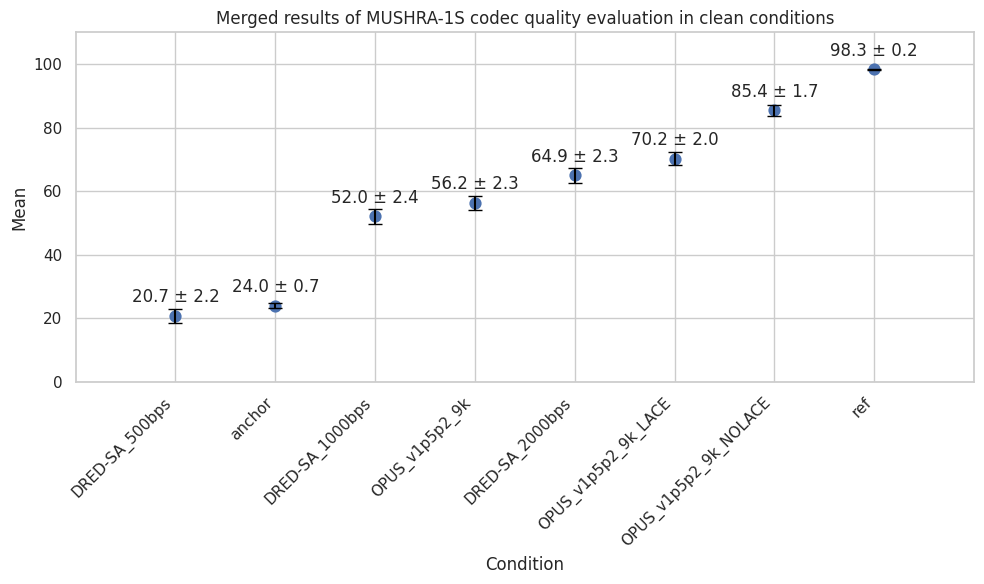 Merged results of MUSHRA-1S codec quality evaluation in clean conditions
Mean
100
80
60
40
20
0
20.7 ± 2.2
24.0 ± 0.7
52.0 ± 2.4
56.2 ± 2.3
64.9 ± 2.3
70.2 ± 2.0
85.4 ± 1.7
98.3 ± 0.2
DRED-SA_500bps
anchor
DRED-SA_1000bps
OPUS_v1p5p2_9k
DRED-SA_2000bps
OPUS_v1p5p2_9k_LACE
OPUS_v1p5p2_9k_NOLACE
ref
Condition